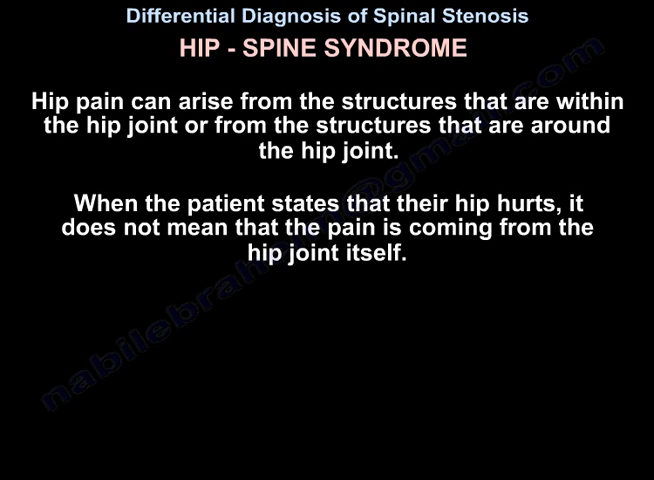 Differential Diagnosis of Spinal Stenosis
HIP - SPINE SYNDROME
Hip pain can arise from the structures that are within
the hip joint or from the structures that are around
the hip joint.
When the patient states that their hip hurts, it
does not mean that the pain is coming from the
hip joint itself.